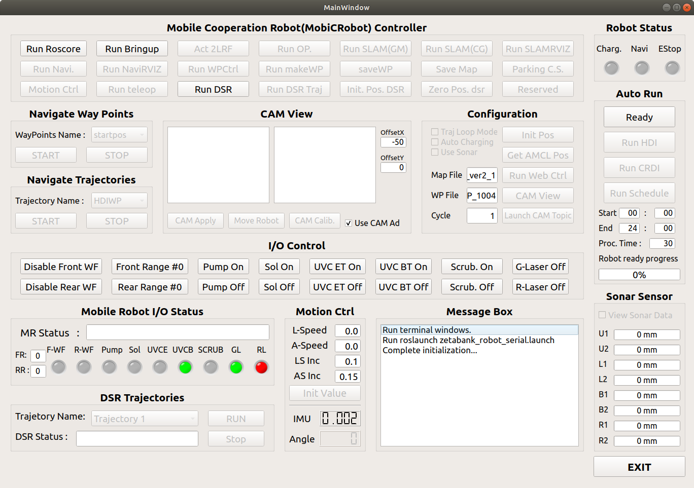 MainWindow
Mobile Cooperation Robot(MobiCRobot) Controller
Run Roscore Run Bringup Act 2LRF Run OP. Run SLAM(GM) Run SLAM(CG) Run SLAMRVIZ
Run Navi. Run NaviRVIZ Run WPCtrl Run makeWP saveWP Save Map Parking C.S.
Motion Ctrl Run teleop Run DSR Run DSR Traj Init. Pos. DSR Zero Pos. dsr Reserved
Robot Status
Charg. Navi EStop
Navigate Way Points
WayPoints Name : startpos
START STOP
Navigate Trajectories
Trajectory Name : HDIWP
START STOP
CAM View
OffsetX
-50
OffsetY
0
CAM Apply Move Robot CAM Calib. Use CAM Ad
Configuration
Traj Loop Mode
Auto Charging
Use Sonar
Init Pos
Get AMCL Pos
Map File _ver2_1 Run Web Ctrl
WP File P_1004 CAM View
Cycle 1 Launch CAM Topic
Auto Run
Ready
Run HDI
Run CRDI
Run Schedule
Start 00 : 00
End 24 : 00
Proc. Time : 30
Robot ready progress
0%
I/O Control
Disable Front WF Front Range #0 Pump On Sol On UVC ET On UVC BT On Scrub. On G-Laser Off
Disable Rear WF Rear Range #0 Pump Off Sol Off UVC ET Off UVC BT Off Scrub. Off R-Laser Off
Mobile Robot I/O Status
MR Status :
FR: 0 F-WF R-WF Pump Sol UVCE UVCB SCRUB GL RL
RR : 0
DSR Trajectories
Trajetory Name: Trajectory 1 RUN
DSR Status : Stop
Motion Ctrl
L-Speed 0.0
A-Speed 0.0
LS Inc 0.1
AS Inc 0.15
Init Value
IMU 0.002
Angle 0
Message Box
Run terminal windows.
Run roslaunch zetabank_robot_serial.launch
Complete initialization...
Sonar Sensor
View Sonar Data
U1 0 mm
U2 0 mm
L1 0 mm
L2 0 mm
B1 0 mm
B2 0 mm
R1 0 mm
R2 0 mm
EXIT